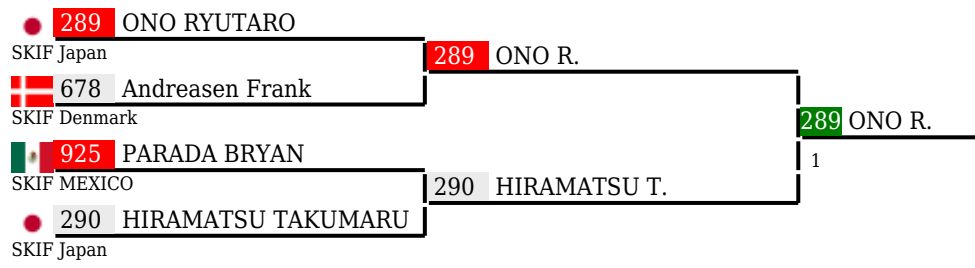 289 ONO RYUTARO
SKIF Japan
289 ONO R.
678 Andreasen Frank
SKIF Denmark
289 ONO R.
925 PARADA BRYAN
1
SKIF MEXICO
290 HIRAMATSU T.
290 HIRAMATSU TAKUMARU
SKIF Japan